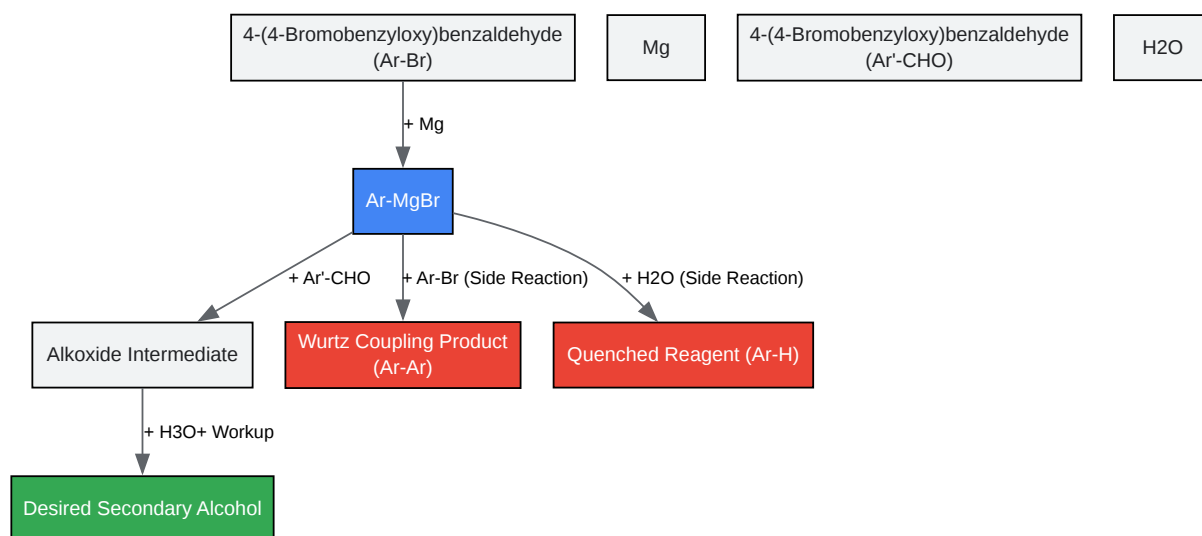 4-(4-Bromobenzyloxy)benzaldehyde
(Ar-Br)
Mg
4-(4-Bromobenzyloxy)benzaldehyde
(Ar'-CHO)
H2O
+ Mg
Ar-MgBr
+ Ar'-CHO
+ Ar-Br (Side Reaction)
+ H2O (Side Reaction)
Alkoxide Intermediate
Wurtz Coupling Product
(Ar-Ar)
Quenched Reagent (Ar-H)
+ H3O+ Workup
Desired Secondary Alcohol